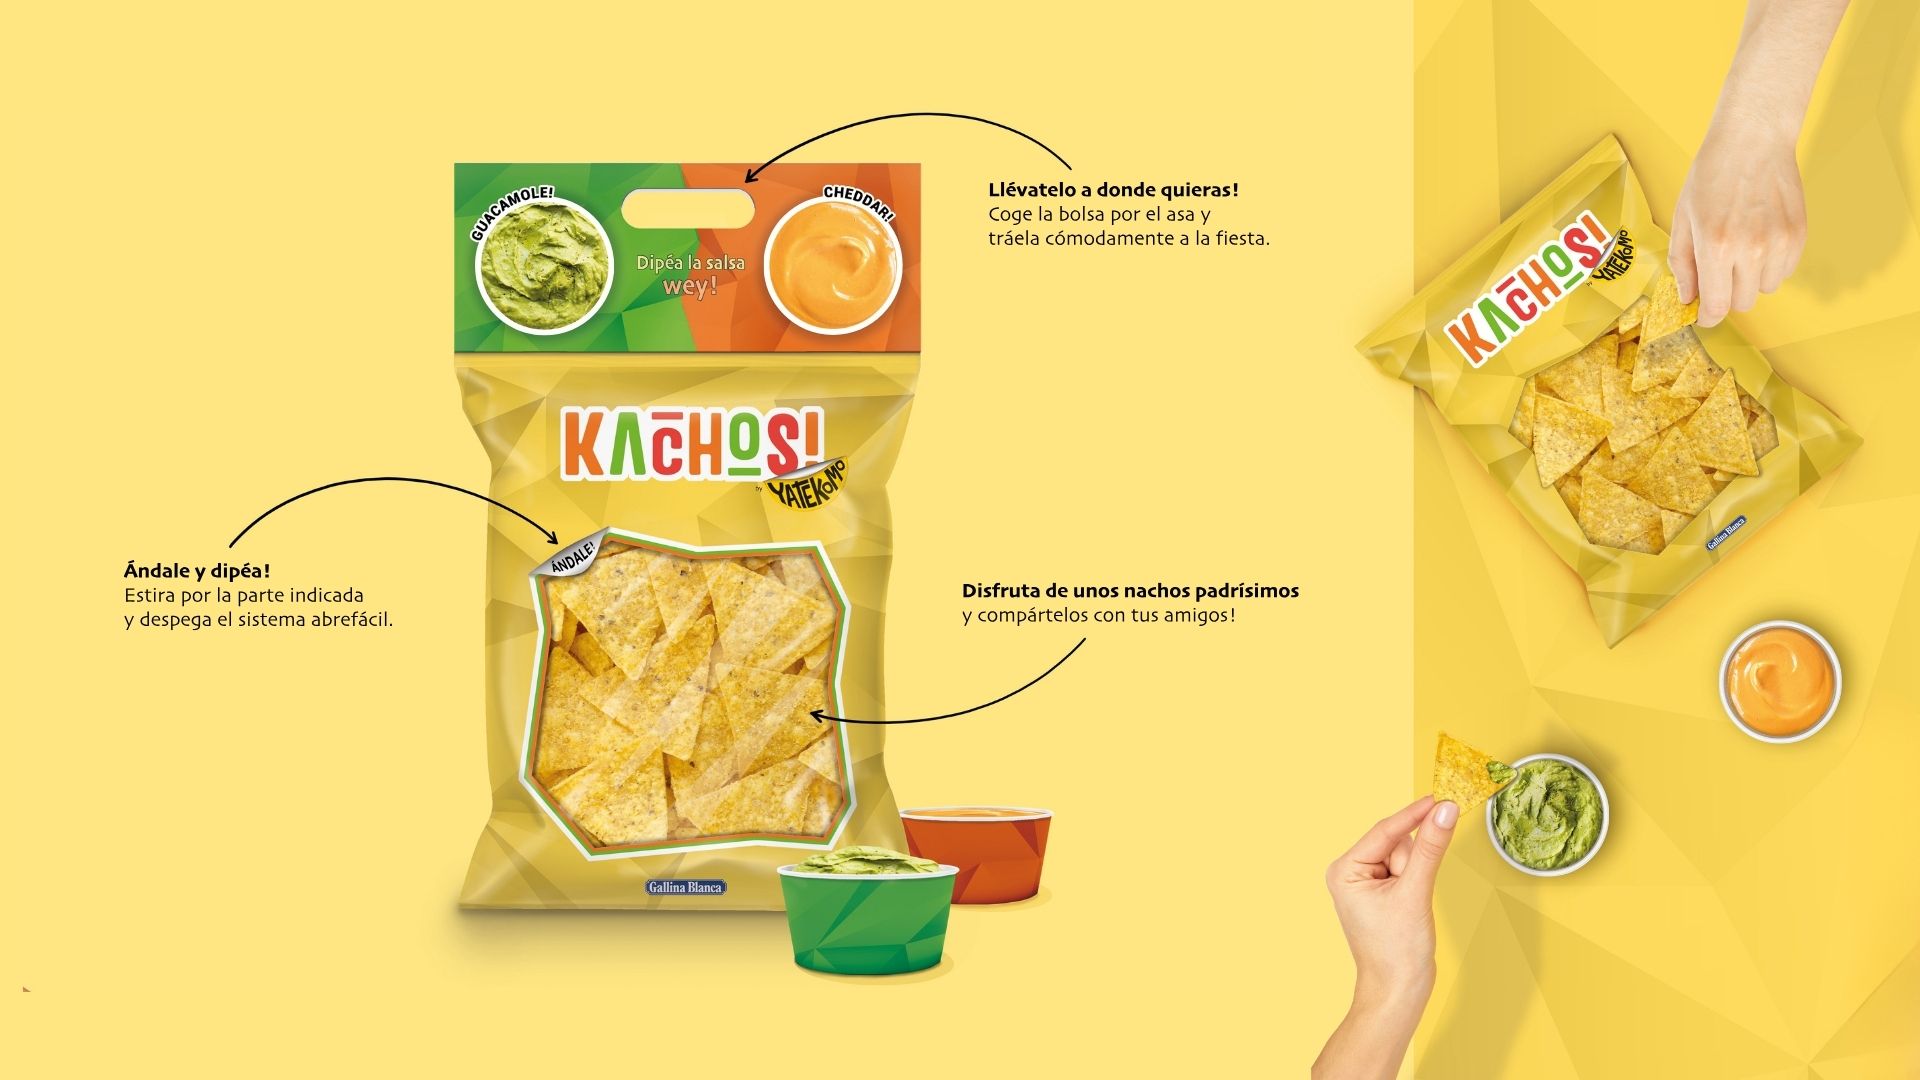 GUACAMOLE!
CHEDDAR!
Dipéa la salsa
wey!
Llévatelo a donde quieras!
Coge la bolsa por el asa y
tráela cómodamente a la fiesta.
KACHOS!
by YATEKOMO
ÁNDALE!
Ándale y dipéa!
Estira por la parte indicada
y despega el sistema abrefácil.
Disfruta de unos nachos padrísimos
y compártelos con tus amigos!
Gallina Blanca
KACHOS!
by YATEKOMO
Gallina Blanca